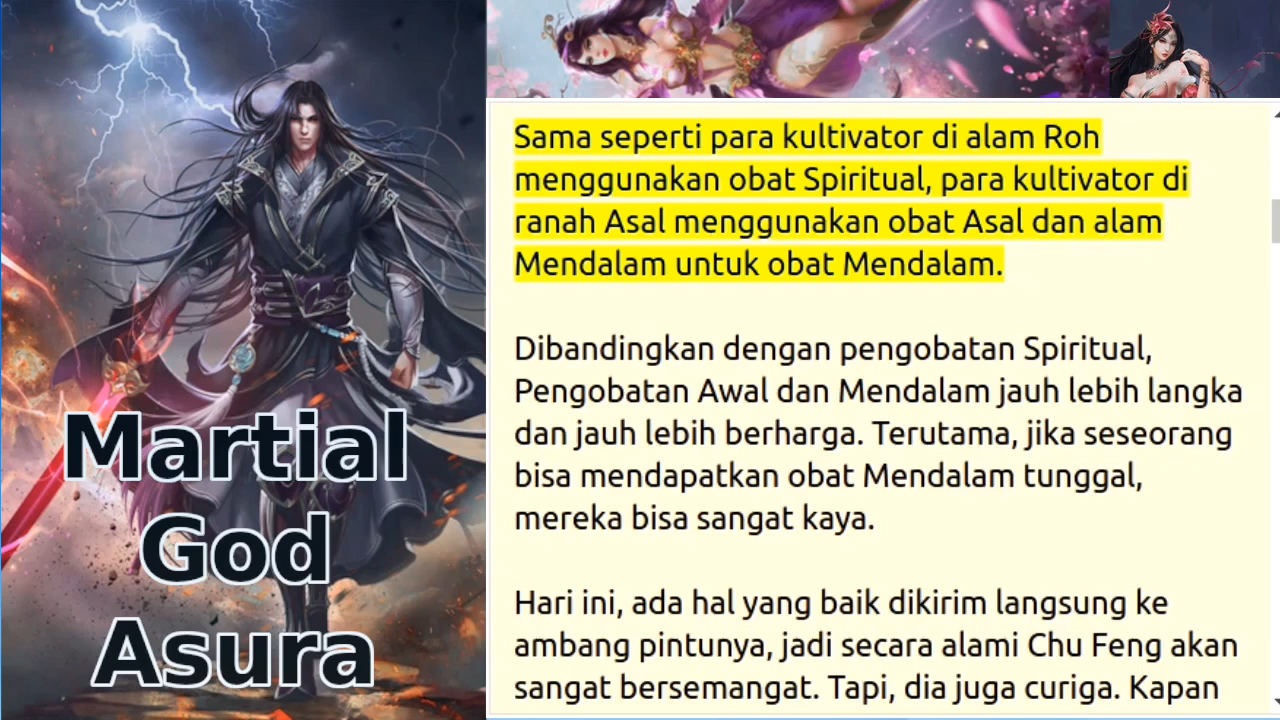 Martial
God
Asura
Sama seperti para kultivator di alam Roh
menggunakan obat Spiritual, para kultivator di
ranah Asal menggunakan obat Asal dan alam
Mendalam untuk obat Mendalam.
Dibandingkan dengan pengobatan Spiritual,
Pengobatan Awal dan Mendalam jauh lebih langka
dan jauh lebih berharga. Terutama, jika seseorang
bisa mendapatkan obat Mendalam tunggal,
mereka bisa sangat kaya.
Hari ini, ada hal yang baik dikirim langsung ke
ambang pintunya, jadi secara alami Chu Feng akan
sangat bersemangat. Tapi, dia juga curiga. Kapan